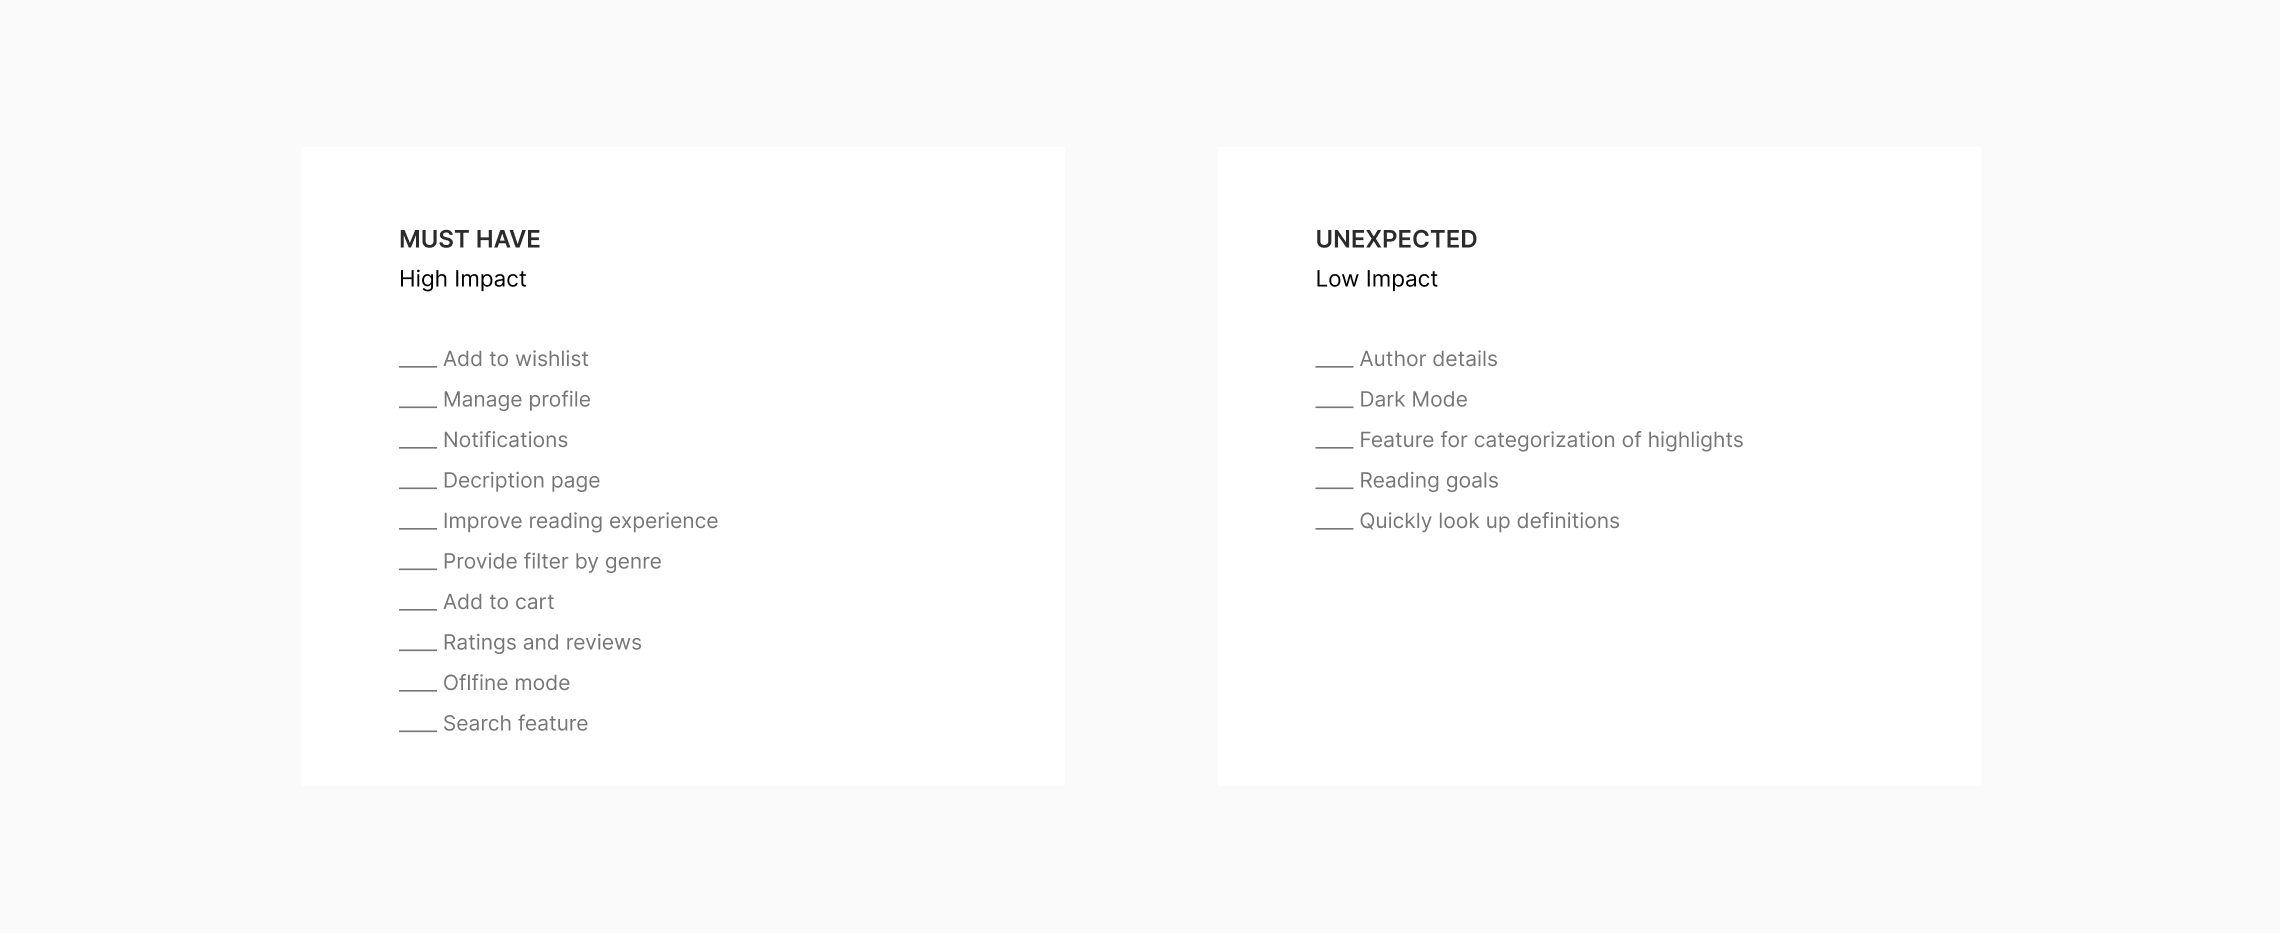 MUST HAVE
High Impact
____ Add to wishlist
____ Manage profile
____ Notifications
____ Decription page
____ Improve reading experience
____ Provide filter by genre
____ Add to cart
____ Ratings and reviews
____ Oflfine mode
____ Search feature
UNEXPECTED
Low Impact
____ Author details
____ Dark Mode
____ Feature for categorization of highlights
____ Reading goals
____ Quickly look up definitions